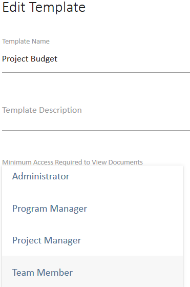 Edit Template
Template Name
Project Budget
Template Description
Minimum Access Required to View Documents
Administrator
Program Manager
Project Manager
Team Member